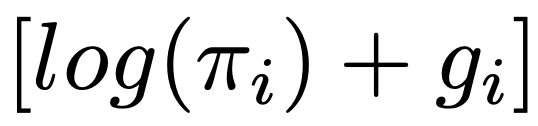 [log(π_i) + g_i]